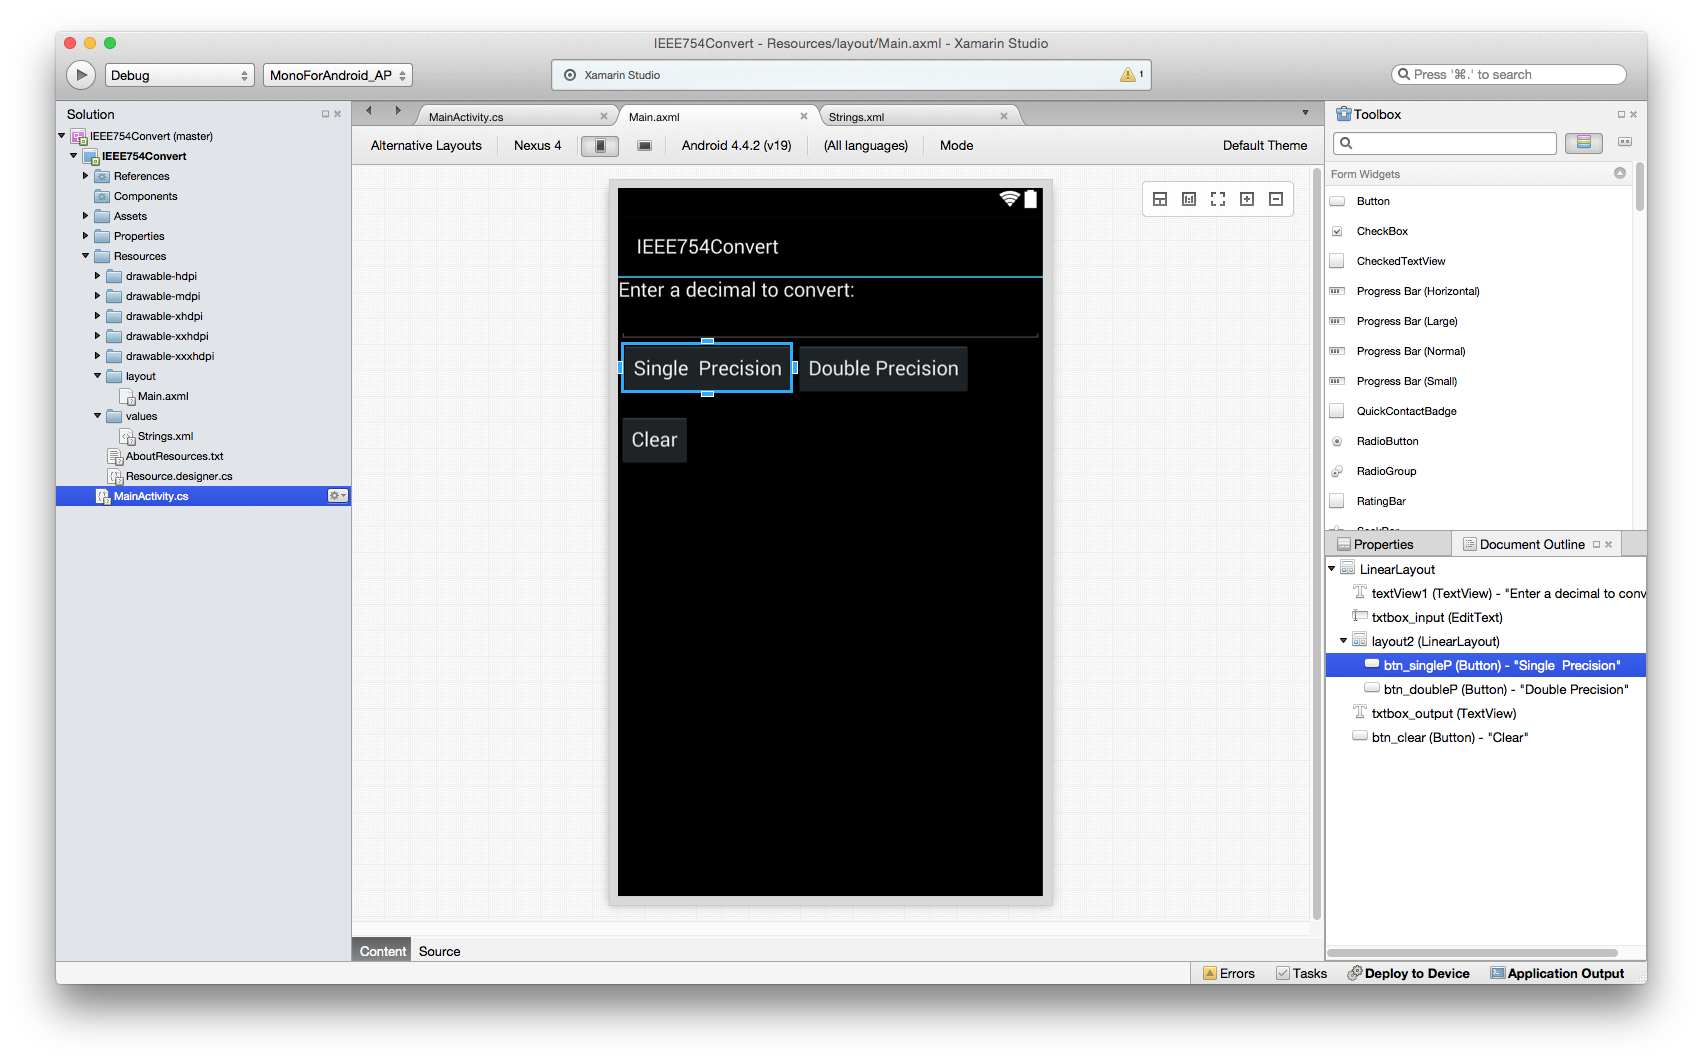 IEEE754Convert - Resources/layout/Main.axml - Xamarin Studio
Debug
MonoForAndroid_AP
Xamarin Studio
1
Press '⌘.' to search
Solution
IEEE754Convert (master)
IEEE754Convert
References
Components
Assets
Properties
Resources
drawable-hdpi
drawable-mdpi
drawable-xhdpi
drawable-xxhdpi
drawable-xxxhdpi
layout
Main.axml
values
Strings.xml
AboutResources.txt
Resource.designer.cs
MainActivity.cs
MainActivity.cs
Main.axml
Strings.xml
Alternative Layouts
Nexus 4
Android 4.4.2 (v19)
(All languages)
Mode
Default Theme
IEEE754Convert
Enter a decimal to convert:
Single  Precision
Double Precision
Clear
Content
Source
Toolbox
Form Widgets
Button
CheckBox
CheckedTextView
Progress Bar (Horizontal)
Progress Bar (Large)
Progress Bar (Normal)
Progress Bar (Small)
QuickContactBadge
RadioButton
RadioGroup
RatingBar
Properties
Document Outline
LinearLayout
textView1 (TextView) - "Enter a decimal to conv
txtbox_input (EditText)
layout2 (LinearLayout)
btn_singleP (Button) - "Single  Precision"
btn_doubleP (Button) - "Double Precision"
txtbox_output (TextView)
btn_clear (Button) - "Clear"
Errors
Tasks
Deploy to Device
Application Output